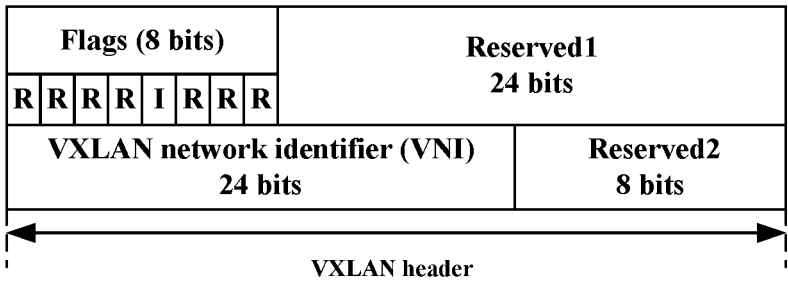 Flags (8 bits)
Reserved1
24 bits
R R R R I R R R
VXLAN network identifier (VNI)
24 bits
Reserved2
8 bits
VXLAN header